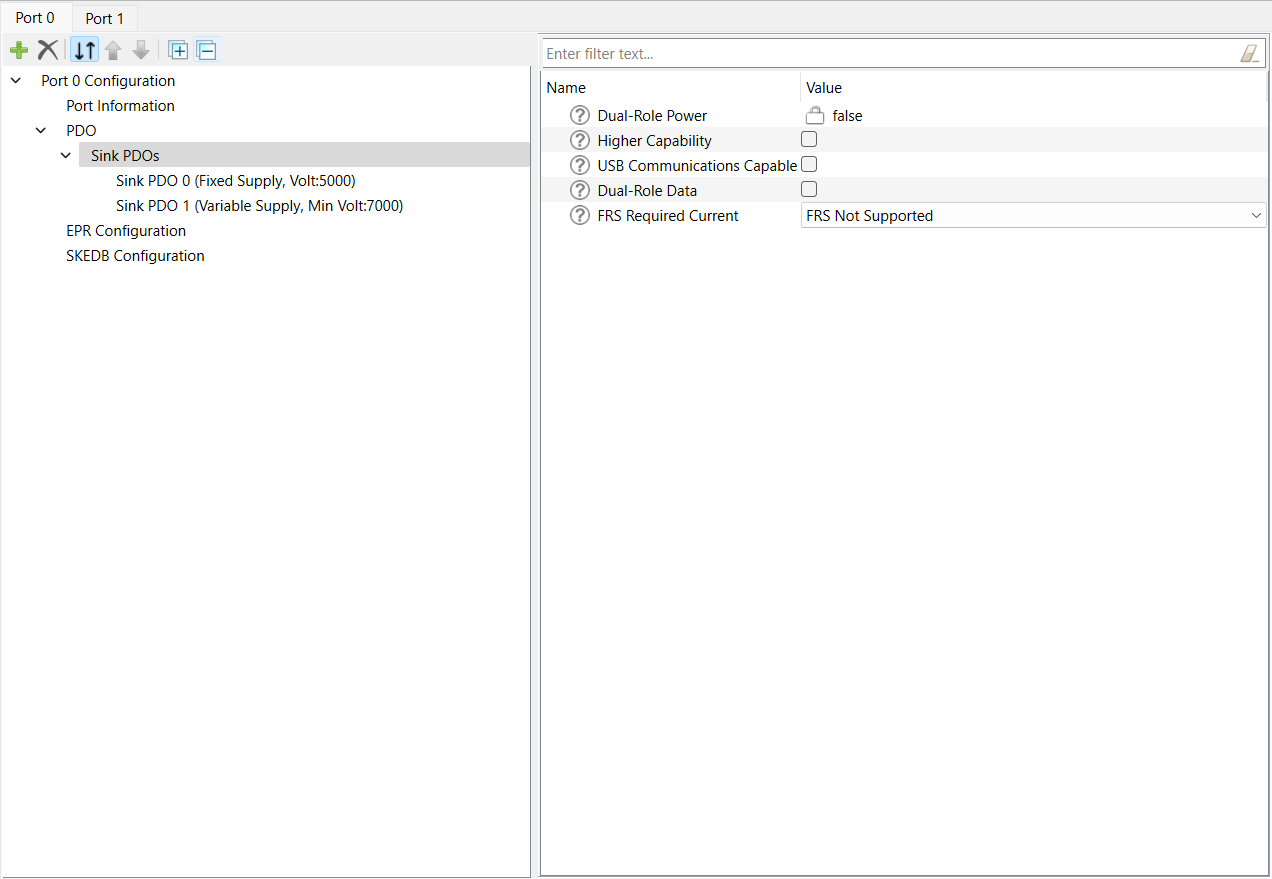 Port 0 Port 1
Port 0 Configuration
Port Information
PDO
Sink PDOs
Sink PDO 0 (Fixed Supply, Volt:5000)
Sink PDO 1 (Variable Supply, Min Volt:7000)
EPR Configuration
SKEDB Configuration
Enter filter text...
Name Value
Dual-Role Power false
Higher Capability
USB Communications Capable
Dual-Role Data
FRS Required Current FRS Not Supported